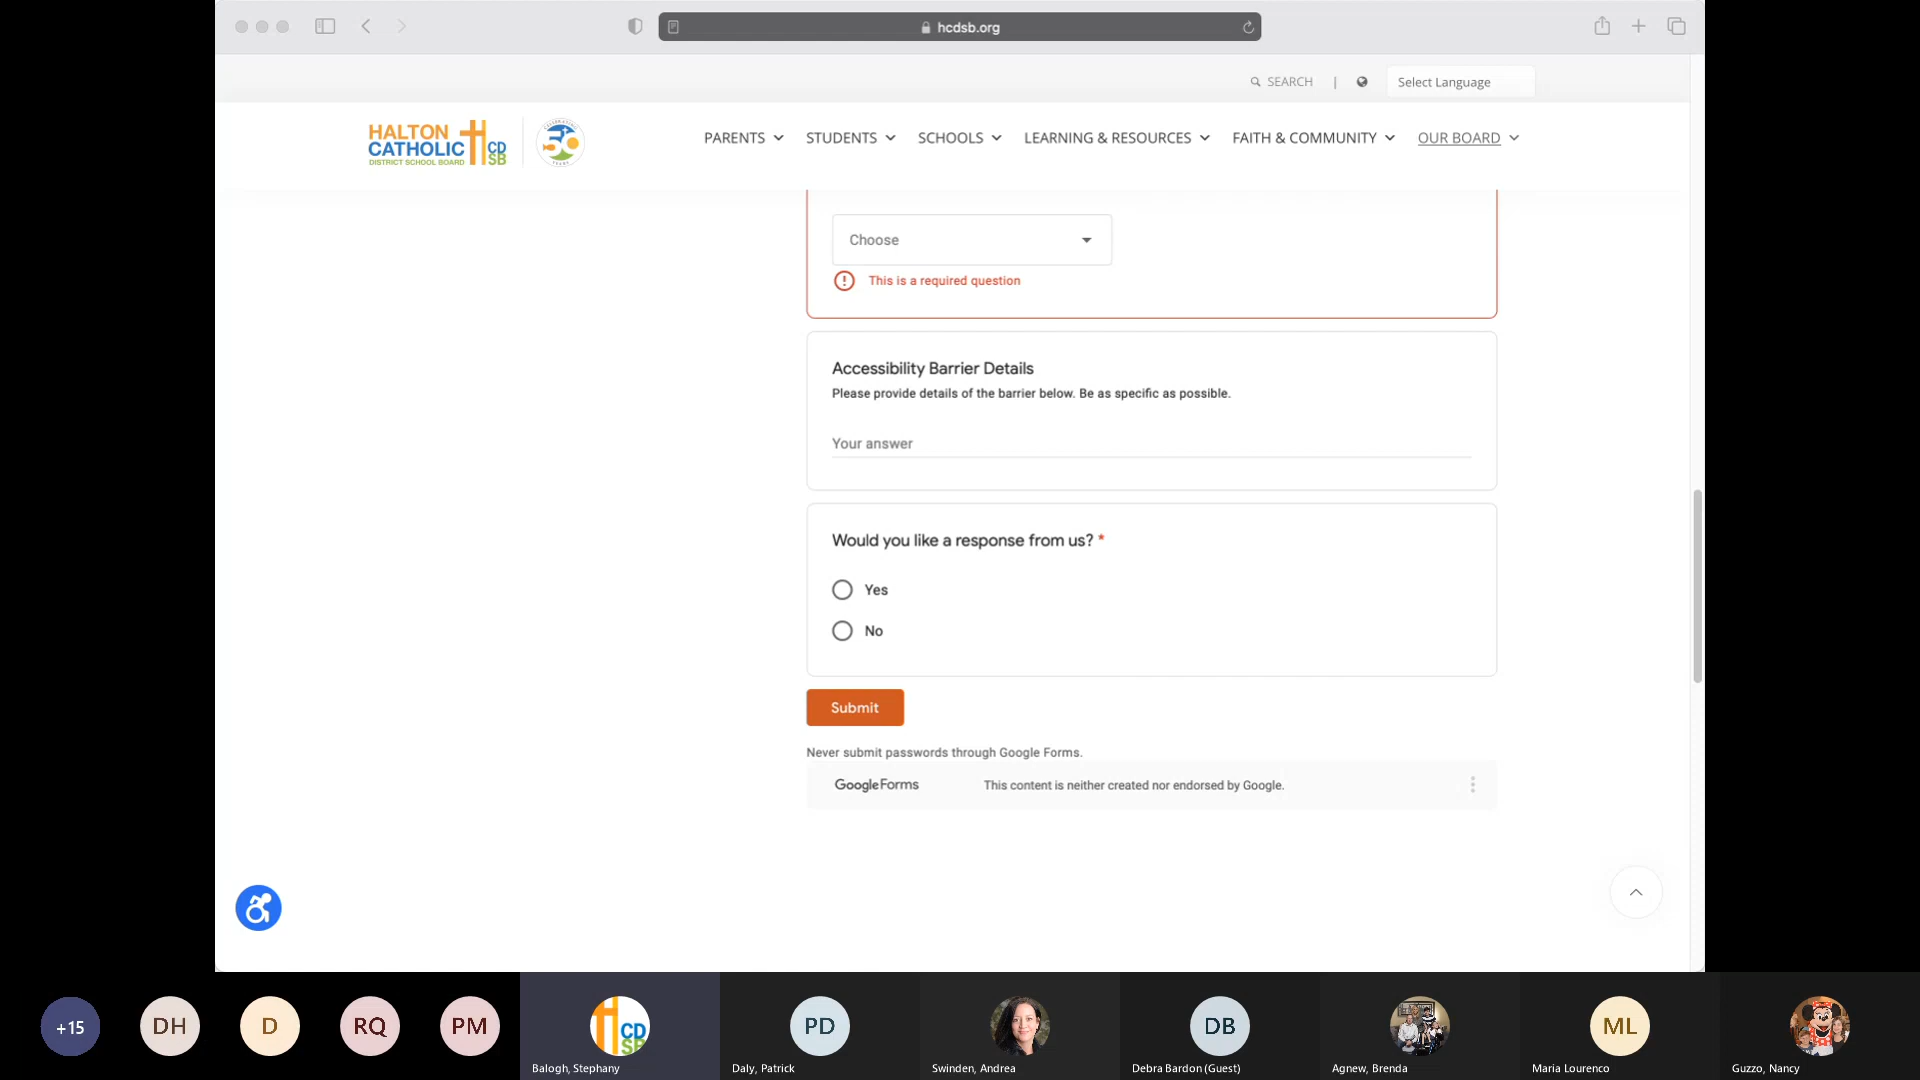 hcdsb.org
SEARCH | Select Language
HALTON
CATHOLIC
DISTRICT SCHOOL BOARD
CD
SB
PARENTS STUDENTS SCHOOLS LEARNING & RESOURCES FAITH & COMMUNITY OUR BOARD
Choose
This is a required question
Accessibility Barrier Details
Please provide details of the barrier below. Be as specific as possible.
Your answer
Would you like a response from us? *
Yes
No
Submit
Never submit passwords through Google Forms.
Google Forms This content is neither created nor endorsed by Google.
+15 DH D RQ PM CD SB PD DB ML
Balogh, Stephany Daly, Patrick Swinden, Andrea Debra Bardon (Guest) Agnew, Brenda Maria Lourenco Guzzo, Nancy